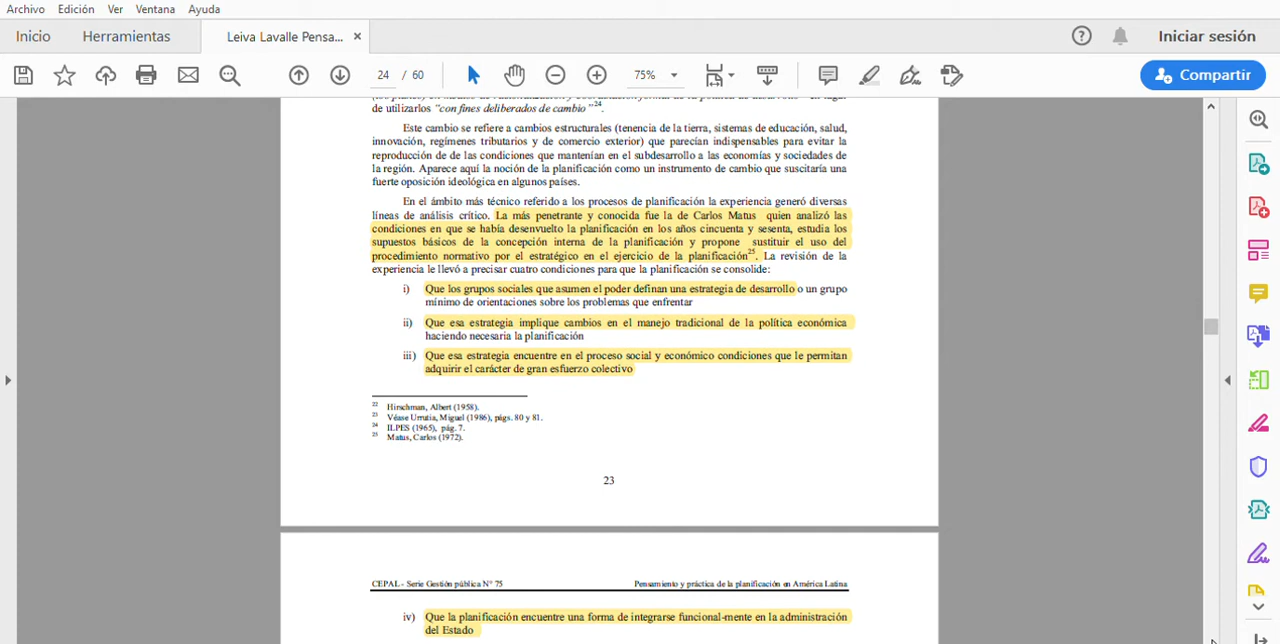 Archivo Edición Ver Ventana Ayuda
Inicio Herramientas Leiva Lavalle Pensa... × Iniciar sesión
24 / 60 75% Compartir
de utilizarlos "con fines deliberados de cambio "24.
Este cambio se refiere a cambios estructurales (tenencia de la tierra, sistemas de educación, salud,
innovación, regímenes tributarios y de comercio exterior) que parecían indispensables para evitar la
reproducción de de las condiciones que mantenían en el subdesarrollo a las economías y sociedades de
la región. Aparece aquí la noción de la planificación como un instrumento de cambio que suscitaría una
fuerte oposición ideológica en algunos países.
En el ámbito más técnico referido a los procesos de planificación la experiencia generó diversas
líneas de análisis crítico. La más penetrante y conocida fue la de Carlos Matus quien analizó las
condiciones en que se había desenvuelto la planificación en los años cincuenta y sesenta, estudia los
supuestos básicos de la concepción interna de la planificación y propone sustituir el uso del
procedimiento normativo por el estratégico en el ejercicio de la planificación25. La revisión de la
experiencia le llevó a precisar cuatro condiciones para que la planificación se consolide:
i) Que los grupos sociales que asumen el poder definan una estrategia de desarrollo o un grupo
mínimo de orientaciones sobre los problemas que enfrentar
ii) Que esa estrategia implique cambios en el manejo tradicional de la política económica
haciendo necesaria la planificación
iii) Que esa estrategia encuentre en el proceso social y económico condiciones que le permitan
adquirir el carácter de gran esfuerzo colectivo
22 Hirschman, Albert (1958).
23 Véase Urrutia, Miguel (1986), págs. 80 y 81.
24 ILPES (1965), pág. 7.
25 Matus, Carlos (1972).
23
CEPAL - Serie Gestión pública N° 75 Pensamiento y práctica de la planificación en América Latina
iv) Que la planificación encuentre una forma de integrarse funcional-mente en la administración
del Estado